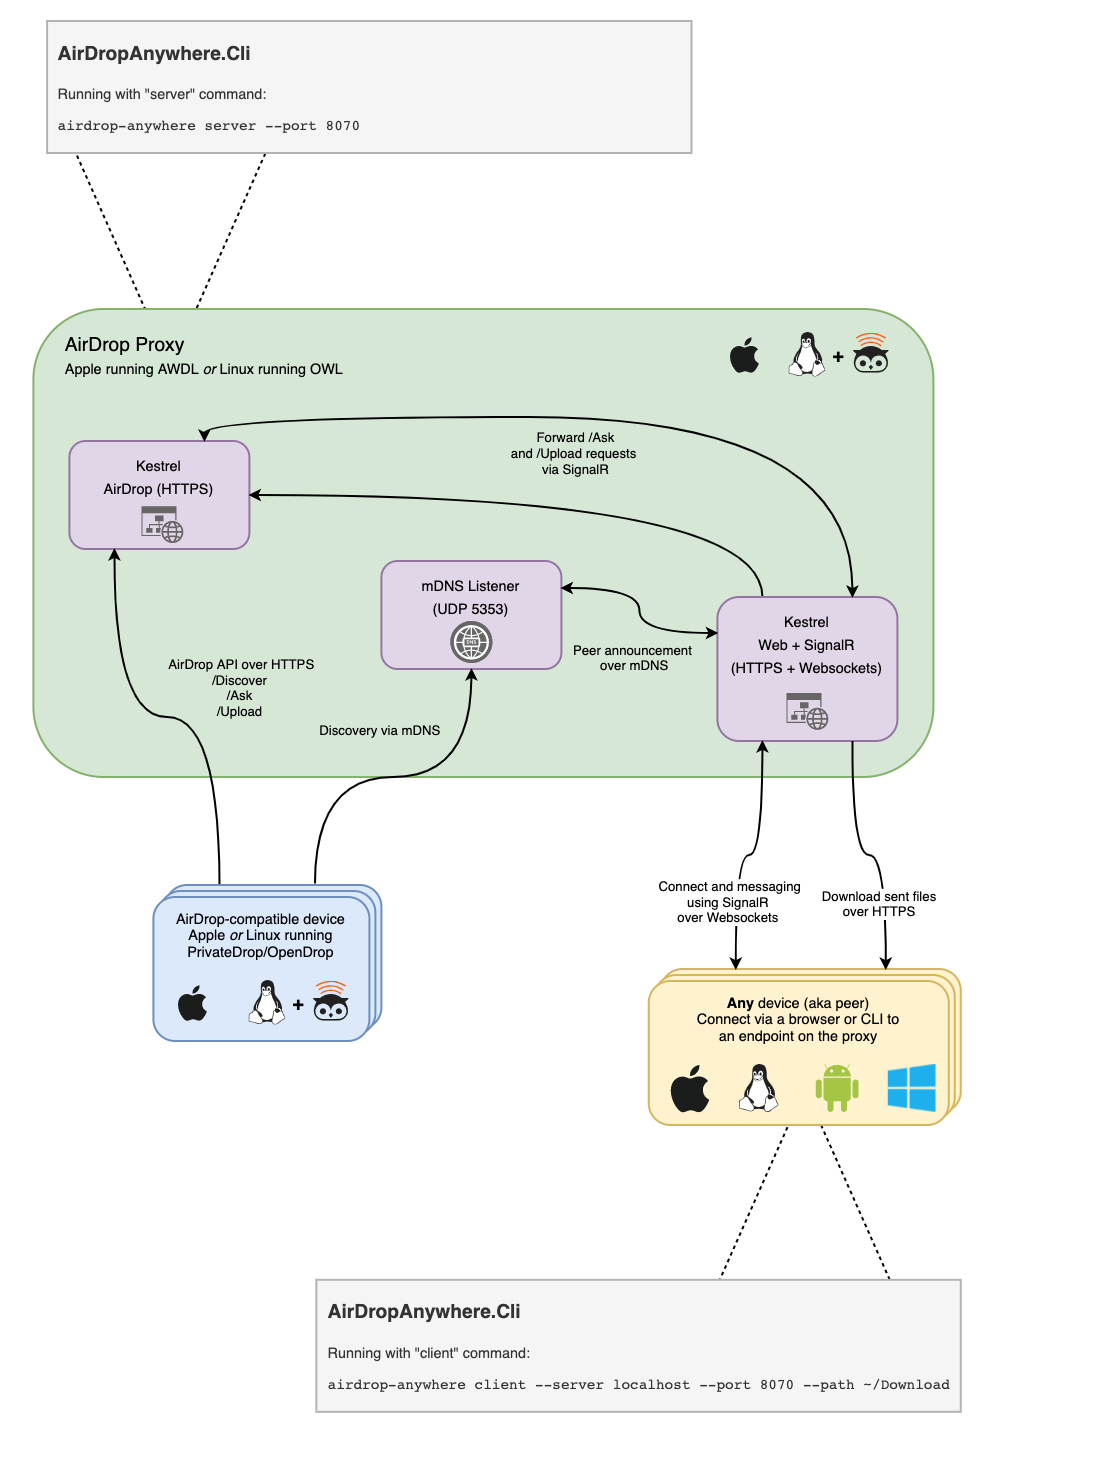 AirDropAnywhere.Cli
Running with "server" command:
airdrop-anywhere server --port 8070
AirDrop Proxy
Apple running AWDL or Linux running OWL
+
Forward /Ask
and /Upload requests
via SignalR
Kestrel
AirDrop (HTTPS)
mDNS Listener
(UDP 5353)
DNS
Kestrel
Web + SignalR
(HTTPS + Websockets)
Peer announcement
over mDNS
AirDrop API over HTTPS
/Discover
/Ask
/Upload
Discovery via mDNS
AirDrop-compatible device
Apple or Linux running
PrivateDrop/OpenDrop
+
Connect and messaging
using SignalR
over Websockets
Download sent files
over HTTPS
Any device (aka peer)
Connect via a browser or CLI to
an endpoint on the proxy
AirDropAnywhere.Cli
Running with "client" command:
airdrop-anywhere client --server localhost --port 8070 --path ~/Download